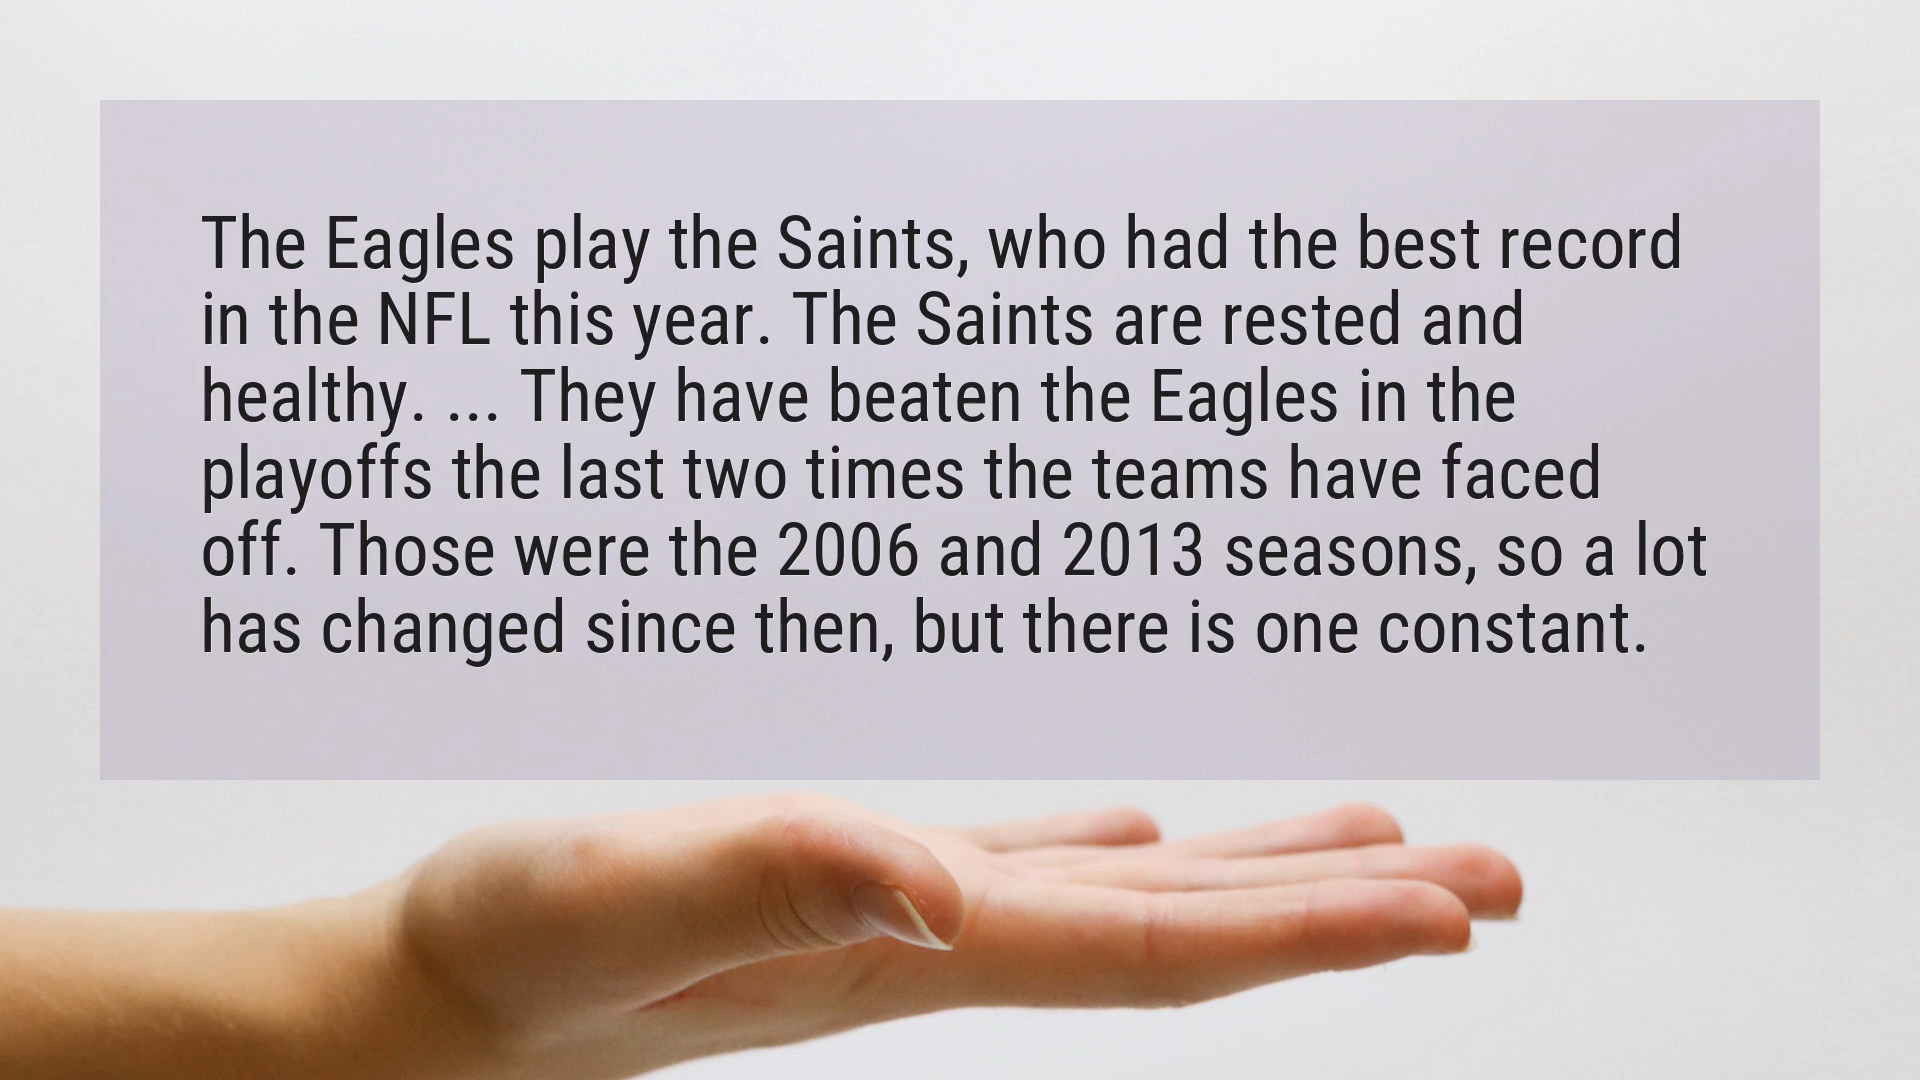 The Eagles play the Saints, who had the best record
in the NFL this year. The Saints are rested and
healthy. ... They have beaten the Eagles in the
playoffs the last two times the teams have faced
off. Those were the 2006 and 2013 seasons, so a lot
has changed since then, but there is one constant.